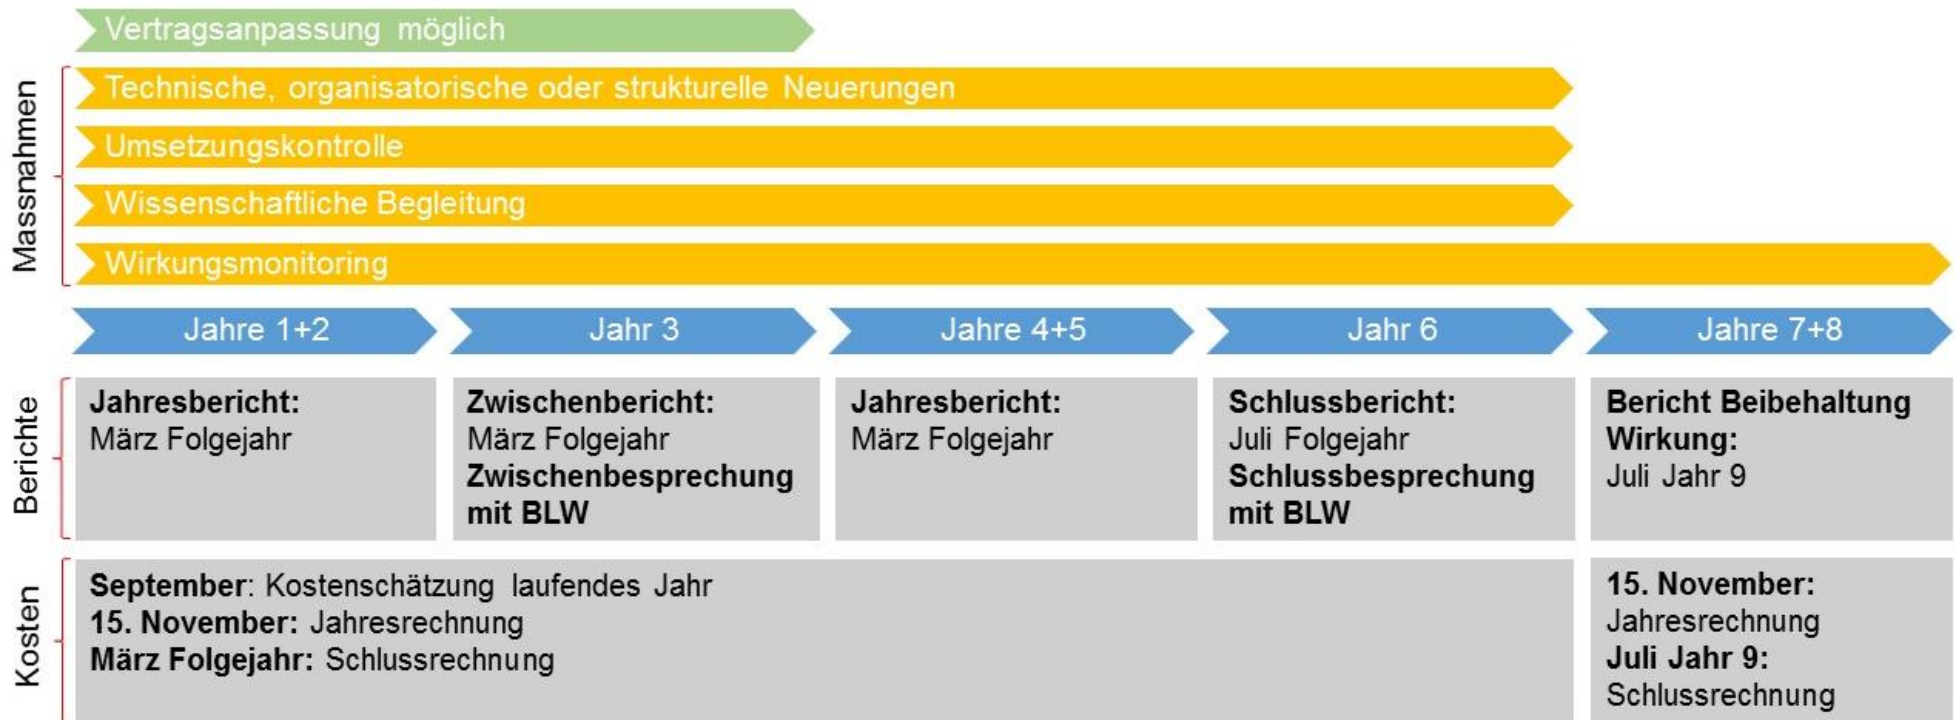 Vertragsanpassung möglich
Massnahmen
Technische, organisatorische oder strukturelle Neuerungen
Umsetzungskontrolle
Wissenschaftliche Begleitung
Wirkungsmonitoring
Jahre 1+2
Jahr 3
Jahre 4+5
Jahr 6
Jahre 7+8
Berichte
Jahresbericht:
März Folgejahr
Zwischenbericht:
März Folgejahr
Zwischenbesprechung
mit BLW
Jahresbericht:
März Folgejahr
Schlussbericht:
Juli Folgejahr
Schlussbesprechung
mit BLW
Bericht Beibehaltung
Wirkung:
Juli Jahr 9
Kosten
September: Kostenschätzung laufendes Jahr
15. November: Jahresrechnung
März Folgejahr: Schlussrechnung
15. November:
Jahresrechnung
Juli Jahr 9:
Schlussrechnung